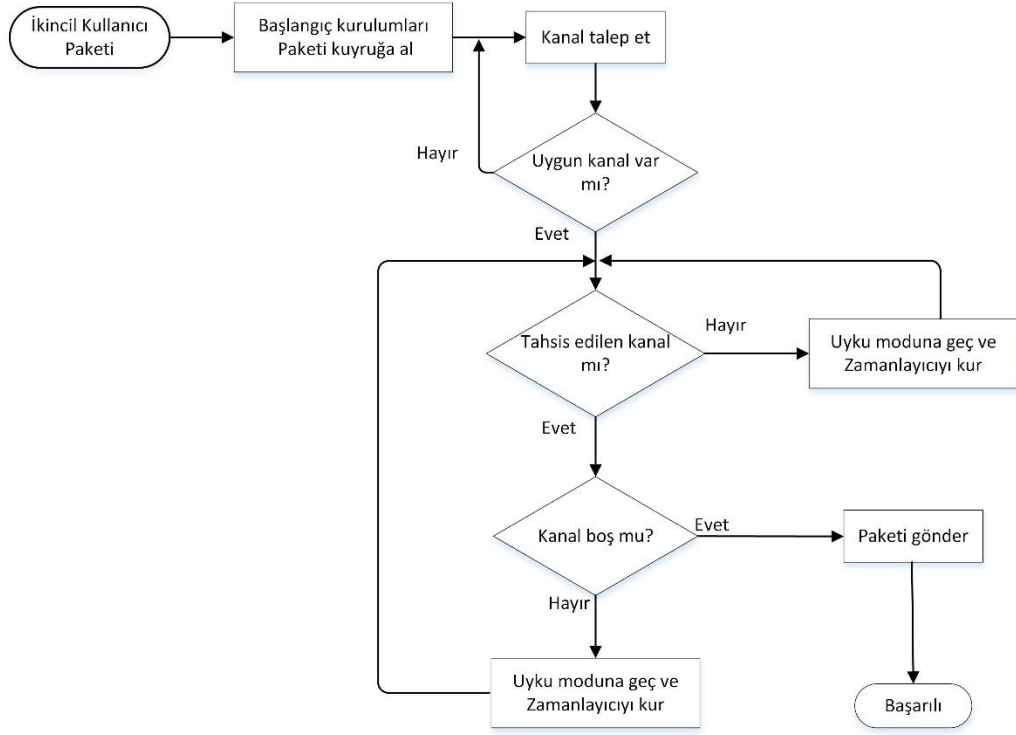 İkincil Kullanıcı
Paketi
Başlangıç kurulumları
Paketi kuyruğa al
Kanal talep et
Hayır
Uygun kanal var
mı?
Evet
Tahsis edilen kanal
mı?
Hayır
Uyku moduna geç ve
Zamanlayıcıyı kur
Evet
Kanal boş mu?
Evet
Paketi gönder
Hayır
Uyku moduna geç ve
Zamanlayıcıyı kur
Başarılı